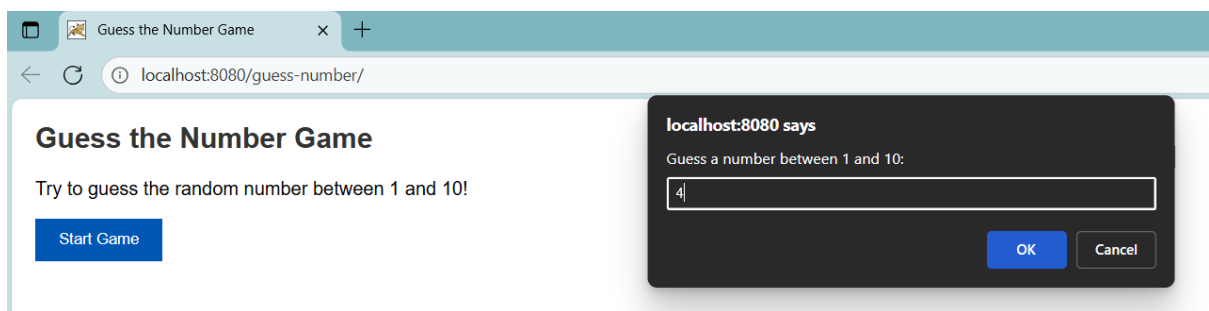 Guess the Number Game
localhost:8080/guess-number/
Guess the Number Game
Try to guess the random number between 1 and 10!
Start Game
localhost:8080 says
Guess a number between 1 and 10:
4
OK Cancel